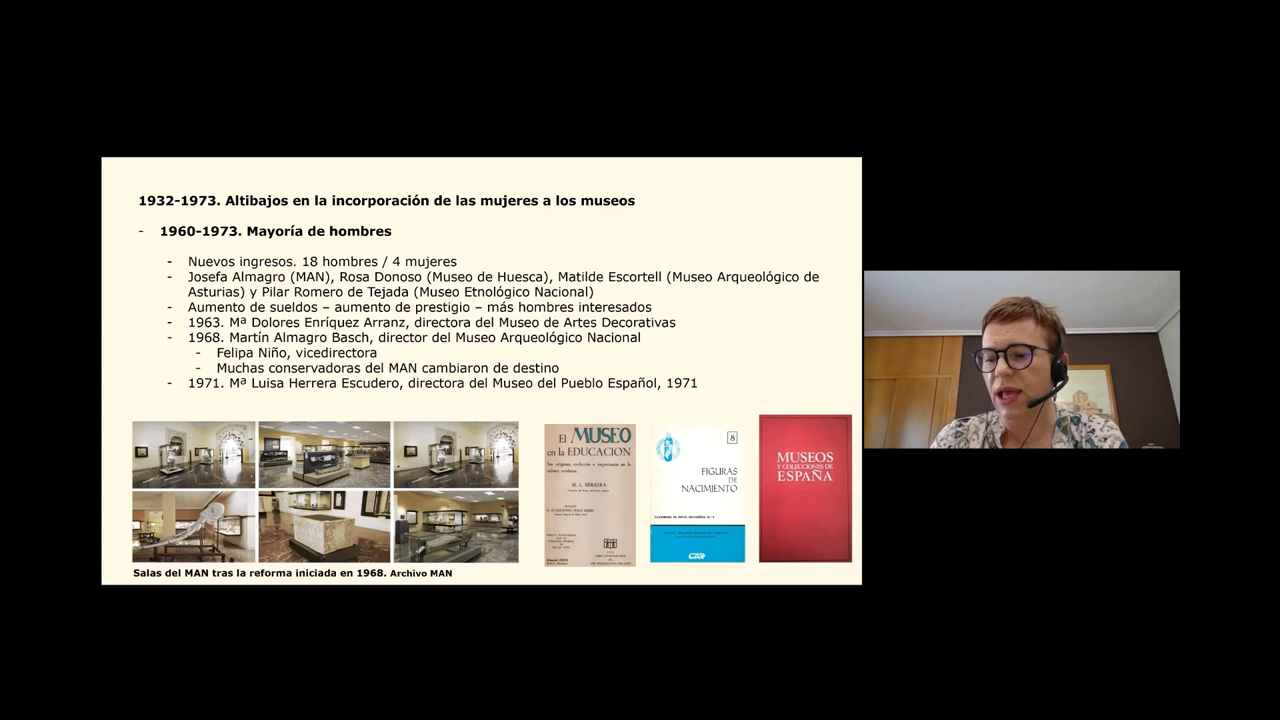 1932-1973. Altibajos en la incorporación de las mujeres a los museos
- 1960-1973. Mayoría de hombres
- Nuevos ingresos. 18 hombres / 4 mujeres
- Josefa Almagro (MAN), Rosa Donoso (Museo de Huesca), Matilde Escortell (Museo Arqueológico de
Asturias) y Pilar Romero de Tejada (Museo Etnológico Nacional)
- Aumento de sueldos – aumento de prestigio – más hombres interesados
- 1963. Mª Dolores Enríquez Arranz, directora del Museo de Artes Decorativas
- 1968. Martín Almagro Basch, director del Museo Arqueológico Nacional
- Felipa Niño, vicedirectora
- Muchas conservadoras del MAN cambiaron de destino
- 1971. Mª Luisa Herrera Escudero, directora del Museo del Pueblo Español, 1971
El MUSEO
en la EDUCACION
M. L. HERRERA
8
FIGURAS
DE
NACIMIENTO
MUSEOS
Y COLECCIONES DE
ESPAÑA
Salas del MAN tras la reforma iniciada en 1968. Archivo MAN